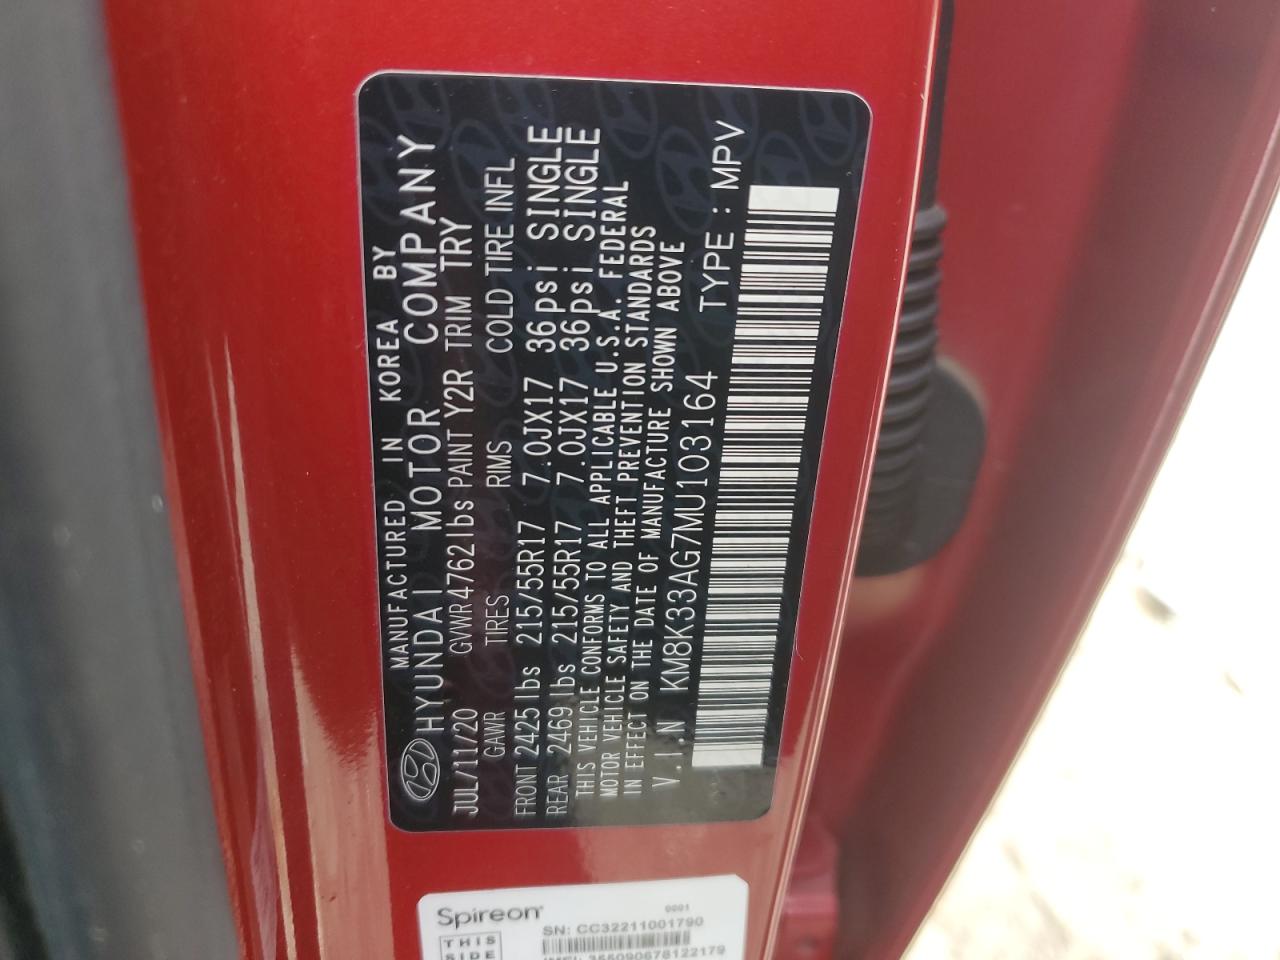 MANUFACTURED IN KOREA BY
HYUNDAI MOTOR COMPANY
JUL/11/20 GVWR4762lbs PAINT Y2R TRIM TRY
GAWR TIRES RIMS COLD TIRE INFL
FRONT 2425lbs 215/55R17 7.0JX17 36psi SINGLE
REAR 2469lbs 215/55R17 7.0JX17 36psi SINGLE
THIS VEHICLE CONFORMS TO ALL APPLICABLE U.S.A. FEDERAL
MOTOR VEHICLE SAFETY AND THEFT PREVENTION STANDARDS
IN EFFECT ON THE DATE OF MANUFACTURE SHOWN ABOVE
V.I.N KM8K33AG7MU103164 TYPE : MPV
Spireon 0001
SN: CC32211001790
THIS
SIDE
IMEI: 355090678122179